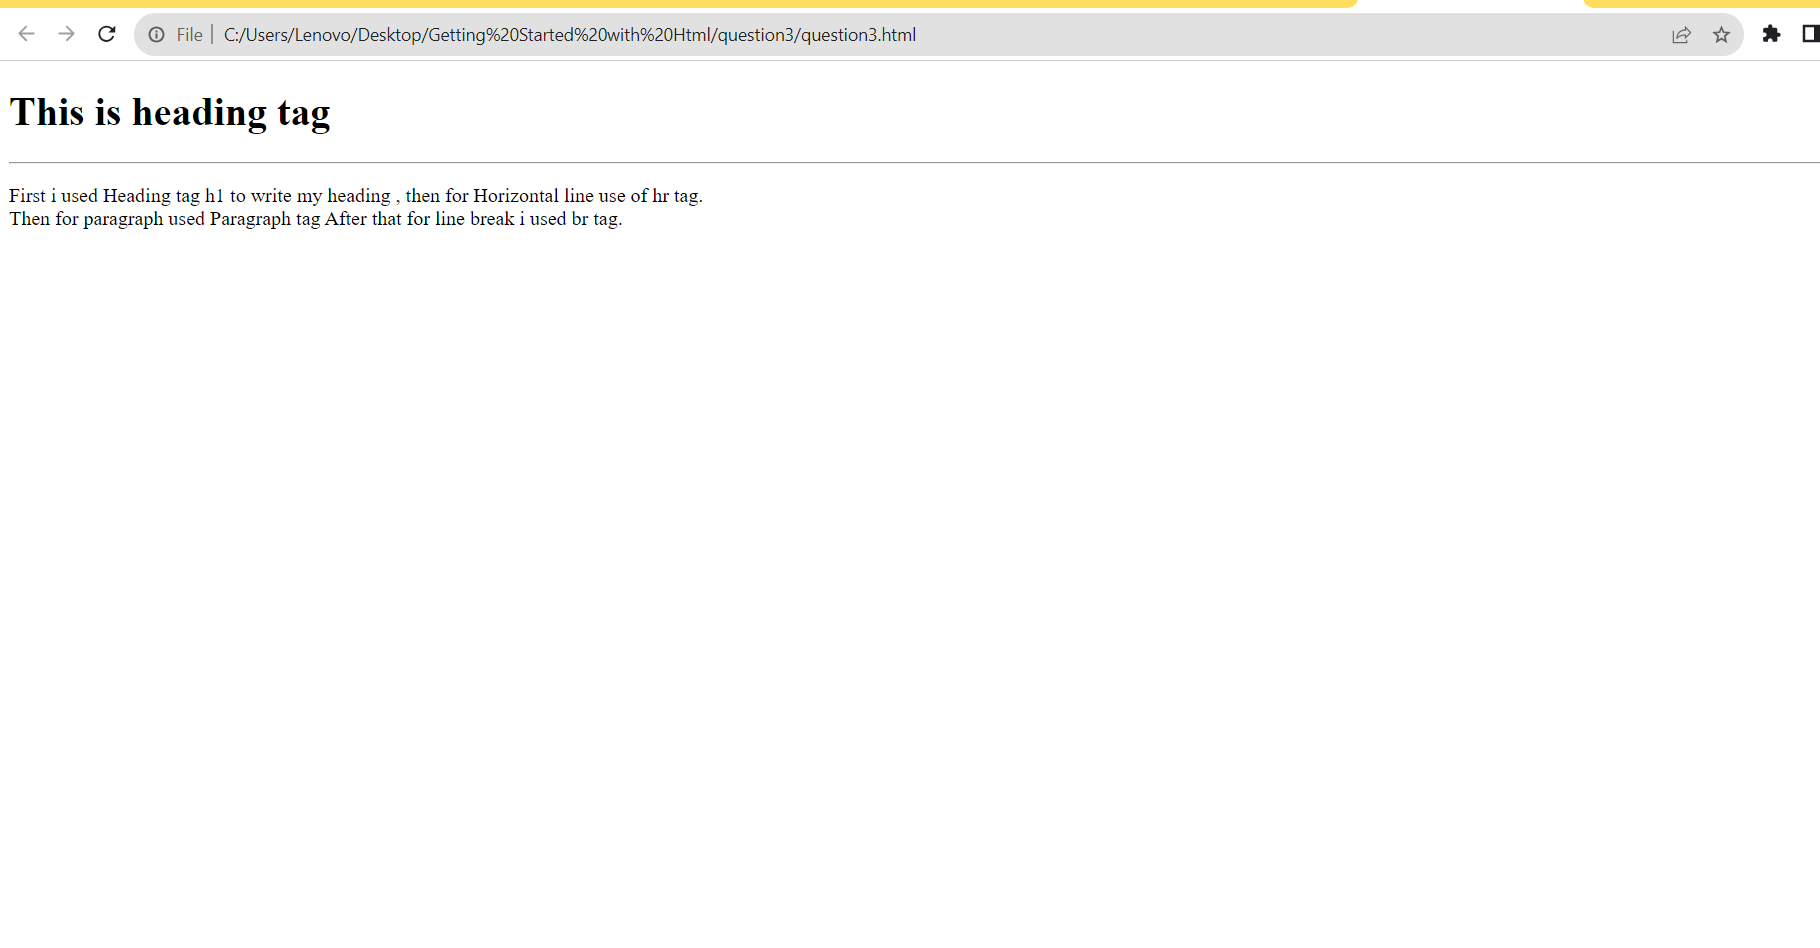 File | C:/Users/Lenovo/Desktop/Getting%20Started%20with%20Html/question3/question3.html
This is heading tag
First i used Heading tag h1 to write my heading , then for Horizontal line use of hr tag.
Then for paragraph used Paragraph tag After that for line break i used br tag.